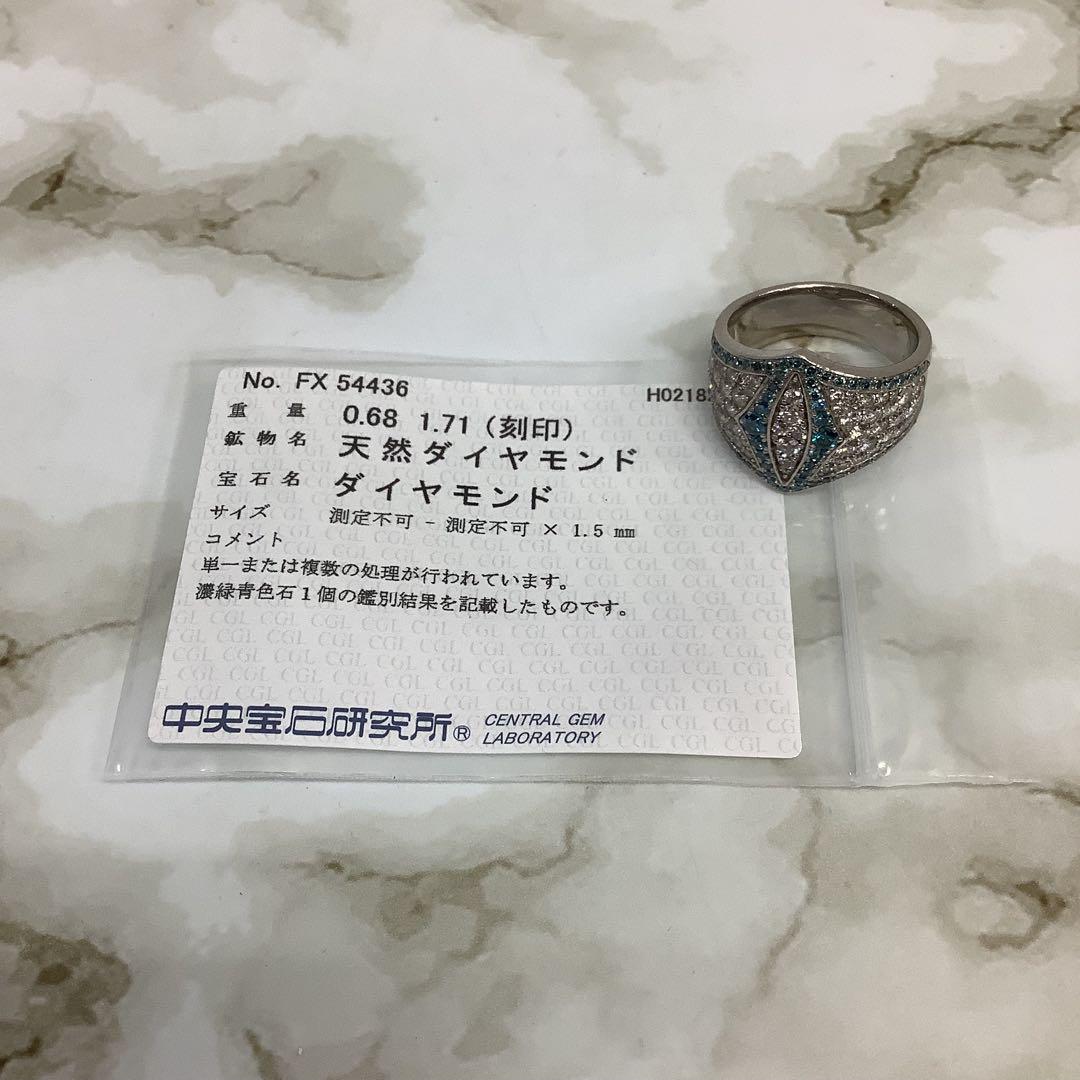 No. FX 54436 H0218
重量 0.68 1.71 (刻印)
鉱物名 天然ダイヤモンド
宝石名 ダイヤモンド
サイズ 測定不可 - 測定不可 × 1.5 mm
コメント
単一または複数の処理が行われています。
濃緑青色石1個の鑑別結果を記載したものです。
中央宝石研究所® CENTRAL GEM
LABORATORY